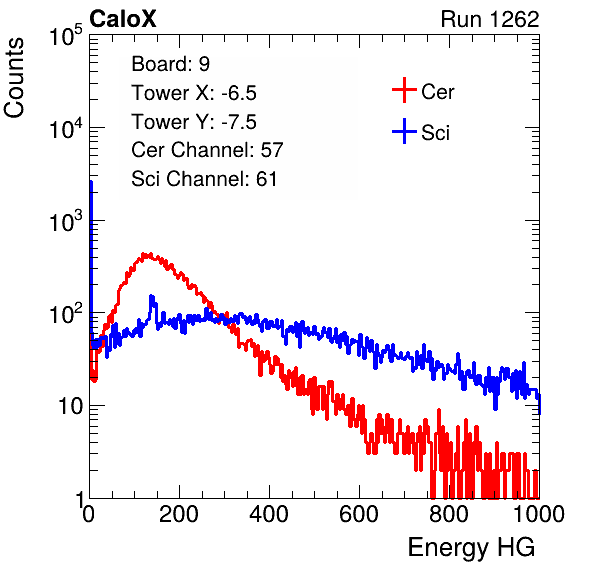 CaloX Run 1262
Counts
Board: 9
Tower X: -6.5
Tower Y: -7.5
Cer Channel: 57
Sci Channel: 61
Cer
Sci
10^5
10^4
10^3
10^2
10
1
0 200 400 600 800 1000
Energy HG